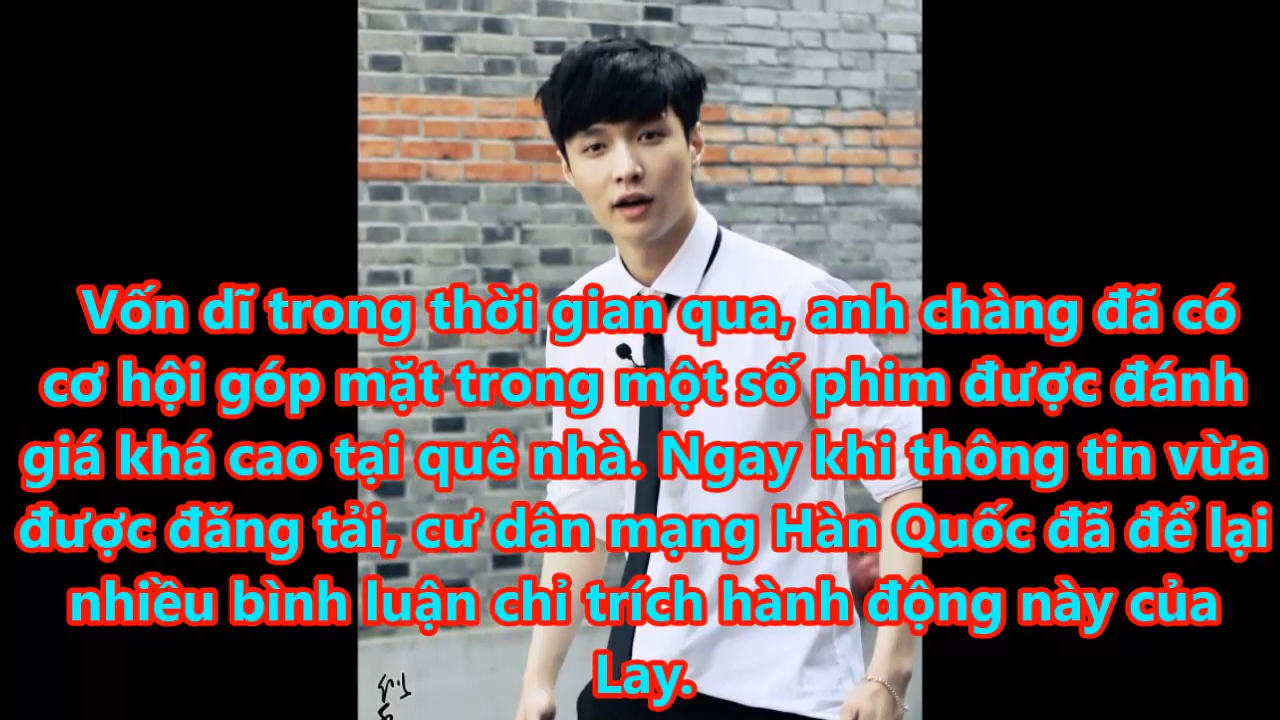 Vốn dĩ trong thời gian qua, anh chàng đã có
cơ hội góp mặt trong một số phim được đánh
giá khá cao tại quê nhà. Ngay khi thông tin vừa
được đăng tải, cư dân mạng Hàn Quốc đã để lại
nhiều bình luận chỉ trích hành động này của
Lay.